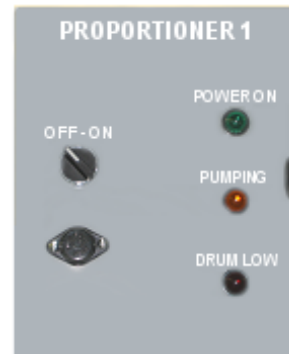 PROPORTIONER 1
POWER ON
OFF-ON
PUMPING
DRUM LOW